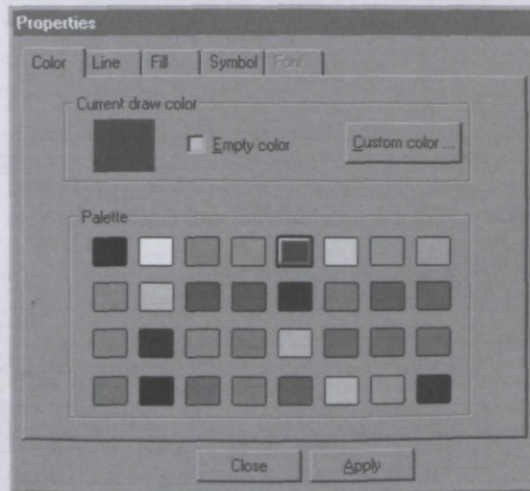 Properties
Color Line Fill Symbol Font
Current draw color
Empty color Custom color ...
Palette
Close Apply